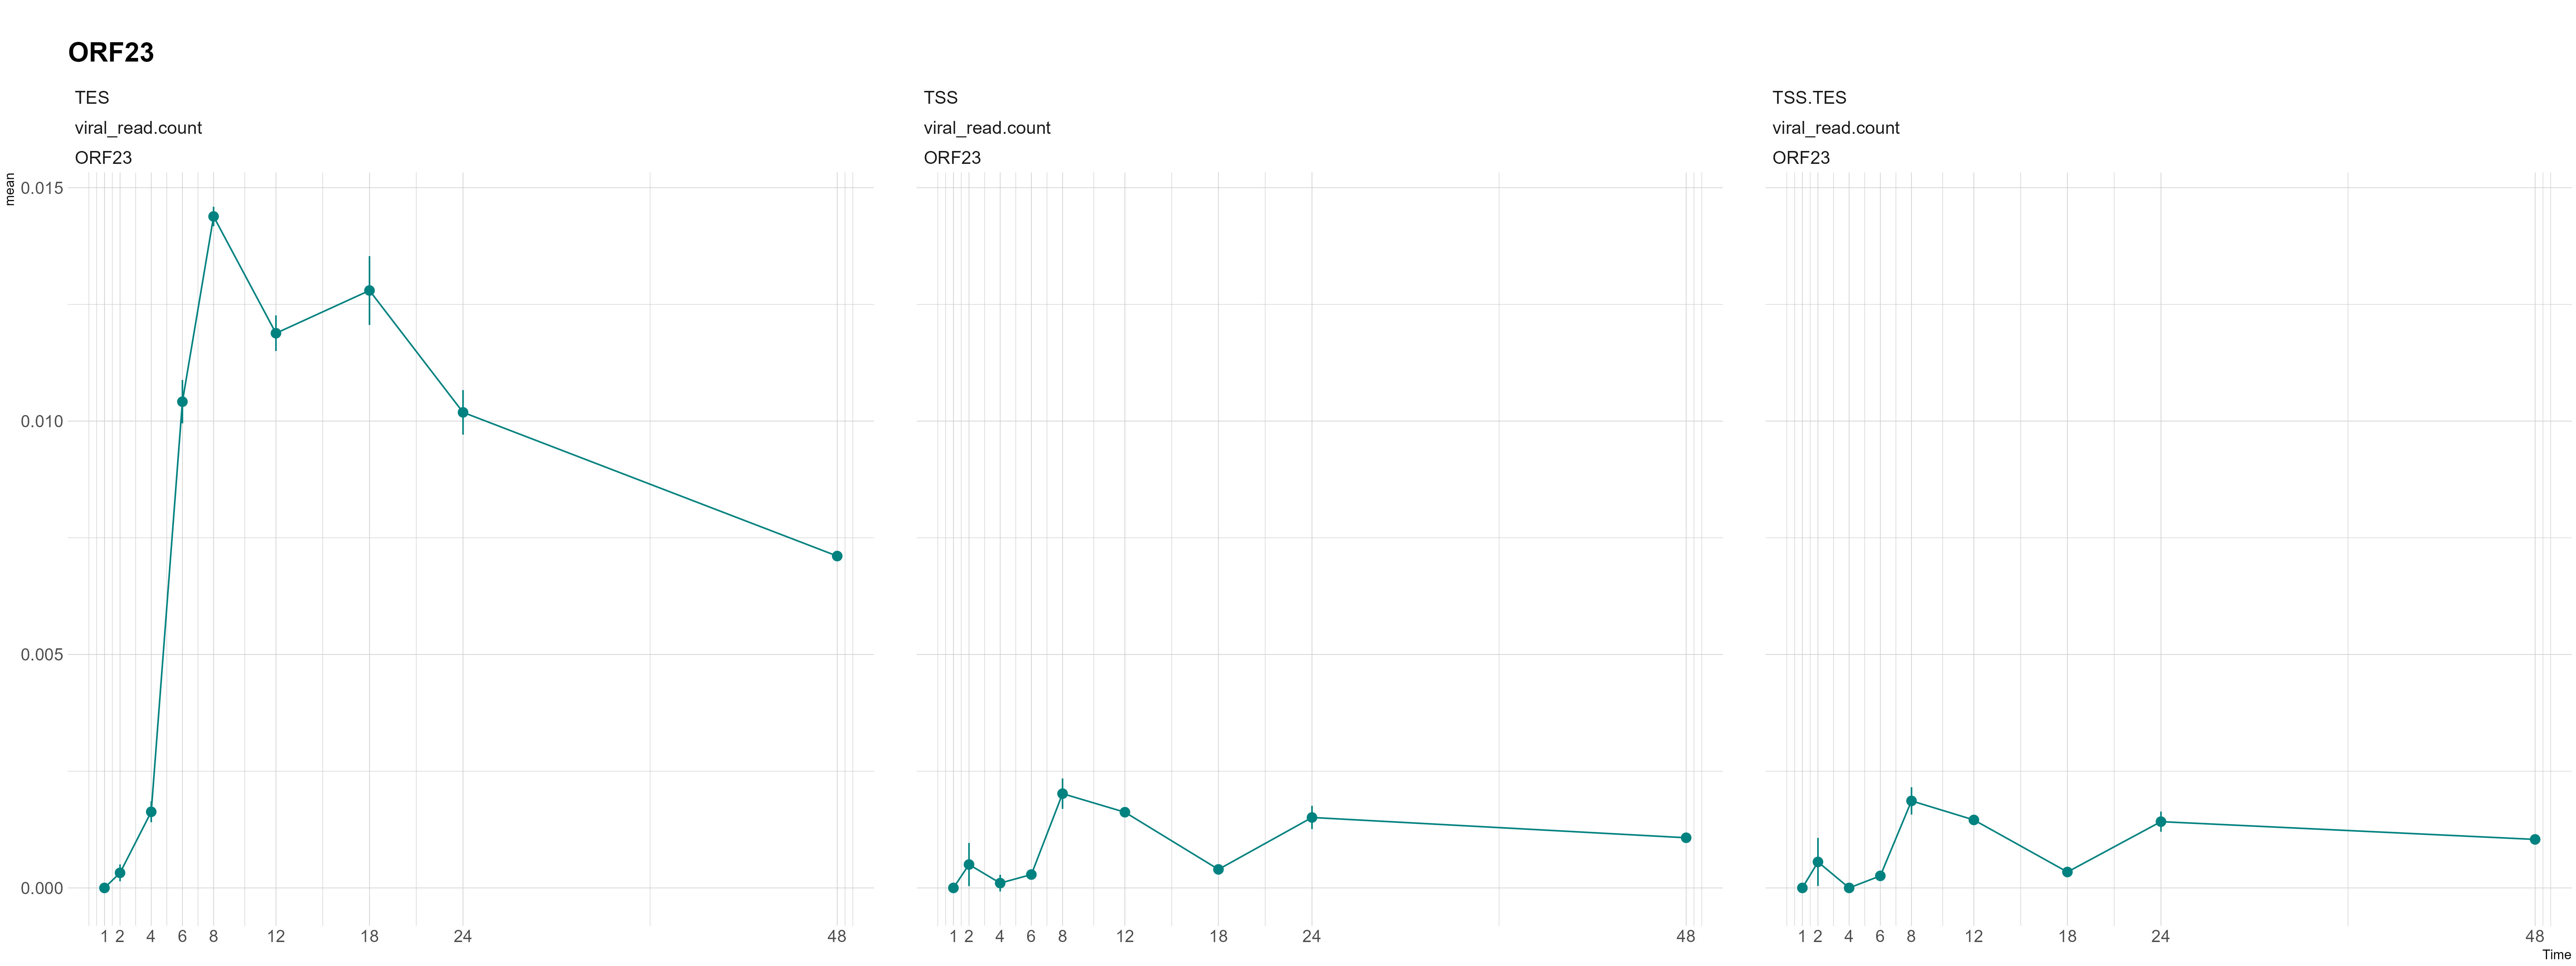 ORF23
TES
viral_read.count
ORF23
TSS
viral_read.count
ORF23
TSS.TES
viral_read.count
ORF23
mean
0.015
0.010
0.005
0.000
1 2 4 6 8 12 18 24 48
1 2 4 6 8 12 18 24 48
1 2 4 6 8 12 18 24 48
Time